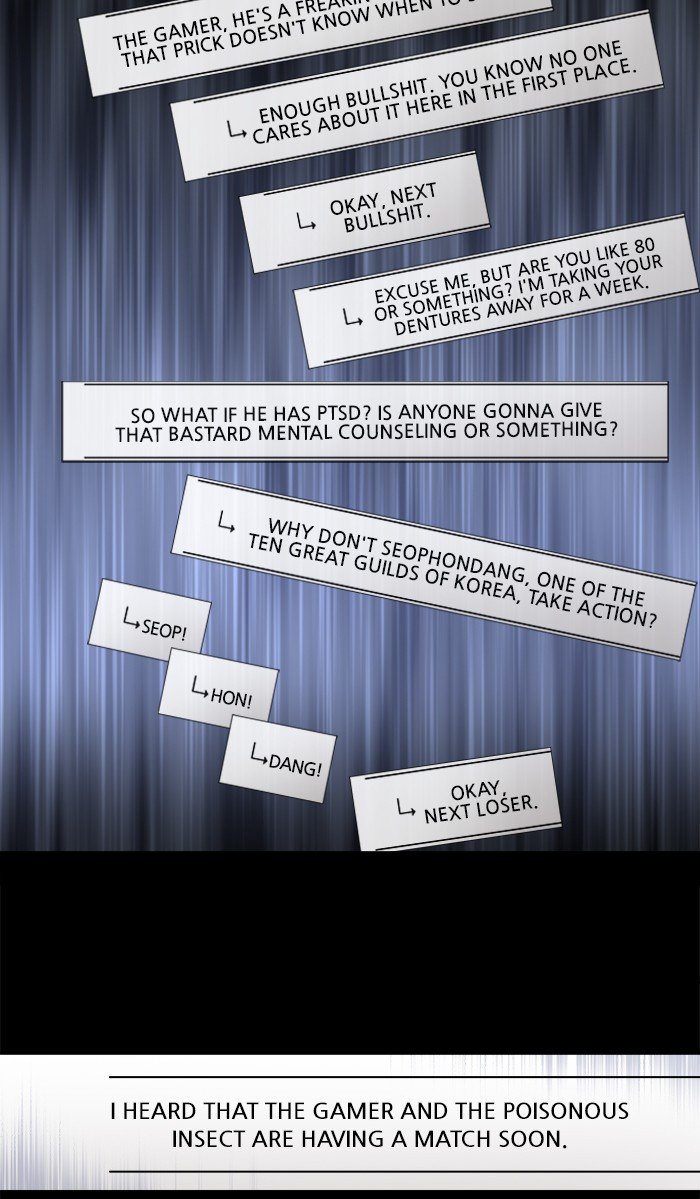 THE GAMER, HE'S A
THAT PRICK DOESN'T KNOW WHEN TO
ENOUGH BULLSHIT. YOU KNOW NO ONE
CARES ABOUT IT HERE IN THE FIRST PLACE.
OKAY, NEXT
BULLSHIT.
EXCUSE ME, BUT ARE YOU LIKE 80
OR SOMETHING? I'M TAKING YOUR
DENTURES AWAY FOR A WEEK.
SO WHAT IF HE HAS PTSD? IS ANYONE GONNA GIVE
THAT BASTARD MENTAL COUNSELING OR SOMETHING?
WHY DON'T SEOPHONDANG, ONE OF THE
TEN GREAT GUILDS OF KOREA, TAKE ACTION?
SEOP!
HON!
DANG!
OKAY,
NEXT LOSER.
I HEARD THAT THE GAMER AND THE POISONOUS
INSECT ARE HAVING A MATCH SOON.